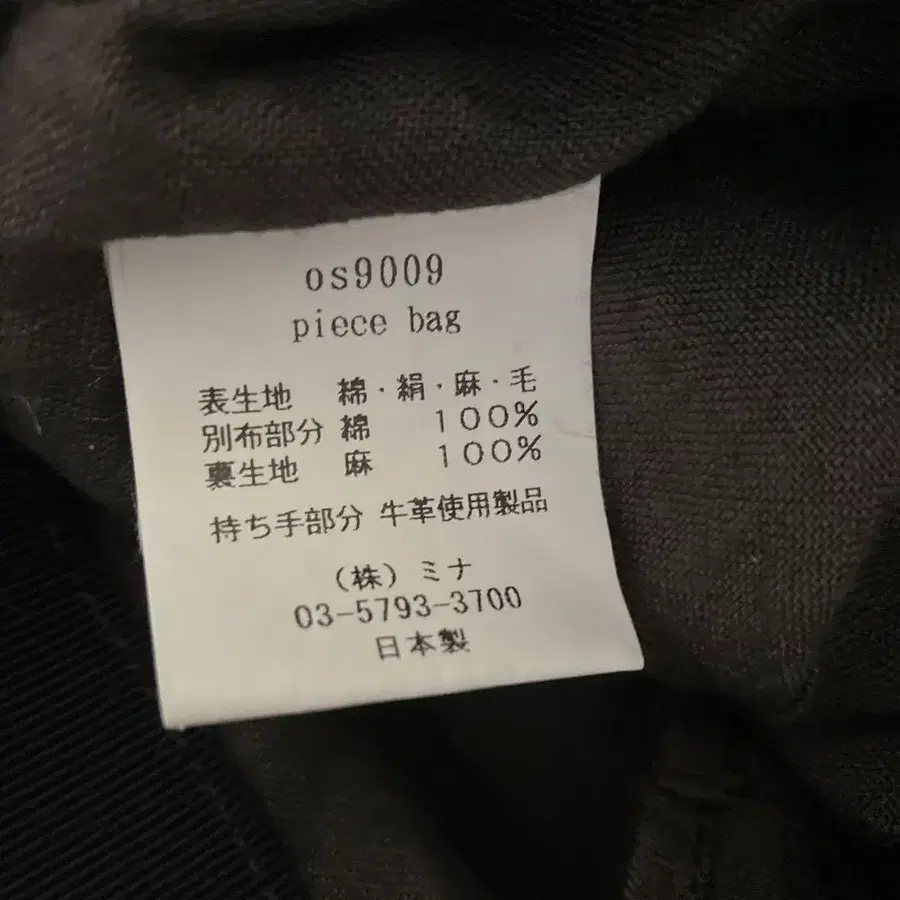 os9009
piece bag
表生地 綿・絹・麻・毛
別布部分 綿 100%
裏生地 麻 100%
持ち手部分 牛革使用製品
(株) ミナ
03-5793-3700
日本製